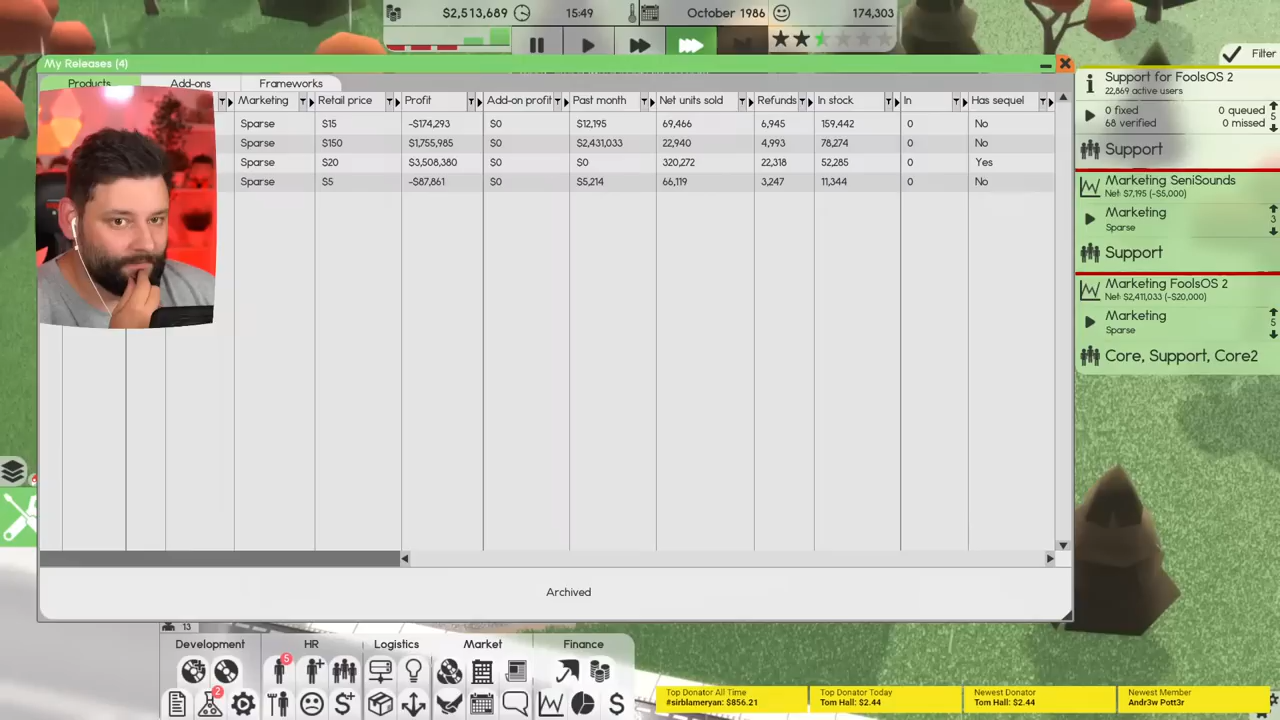 $2,513,689 15:49 October 1986 174,303
My Releases (4)
Filter
Products Add-ons Frameworks
Marketing Retail price Profit Add-on profit Past month Net units sold Refunds In stock In Has sequel
Sparse $15 -$174,293 $0 $12,195 69,466 6,945 159,442 0 No
Sparse $150 $1,755,985 $0 $2,431,033 22,940 4,993 78,274 0 No
Sparse $20 $3,508,380 $0 $0 320,272 22,318 52,285 0 Yes
Sparse $5 -$87,861 $0 $5,214 66,119 3,247 11,344 0 No
Support for FoolsOS 2
22,869 active users
0 fixed 0 queued
68 verified 0 missed
5
Support
Marketing SeniSounds
Net: $7,195 (-$5,000)
Marketing
Sparse
3
Support
Marketing FoolsOS 2
Net: $2,411,033 (-$20,000)
Marketing
Sparse
5
Core, Support, Core2
Archived
13
Development HR Logistics Market Finance
5
2
Top Donator All Time
#sirblameryan: $856.21
Top Donator Today
Tom Hall: $2.44
Newest Donator
Tom Hall: $2.44
Newest Member
Andr3w Pott3r